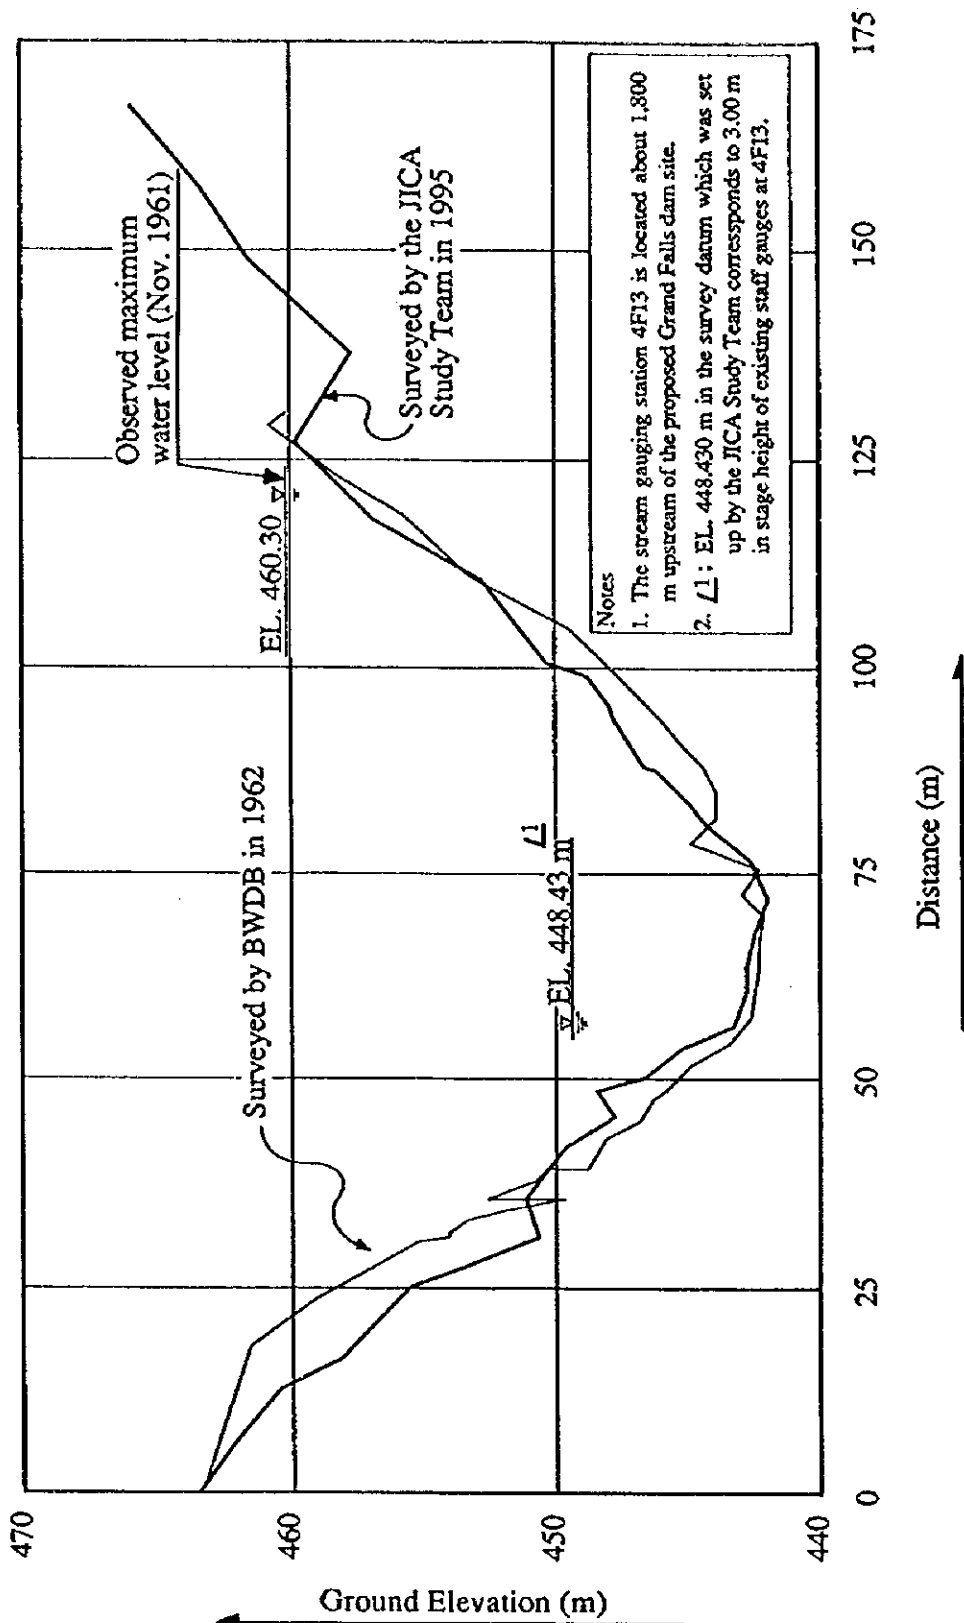 Ground Elevation (m)
470
460
450
440
0
25
50
75
100
125
150
175
Distance (m)
Surveyed by BWDB in 1962
EL. 448.43 m
∠1
EL. 460.30
Observed maximum
water level (Nov. 1961)
Surveyed by the JICA
Study Team in 1995
Notes
1. The stream gauging station 4F13 is located about 1,800
m upstream of the proposed Grand Falls dam site.
2. ∠1 : EL. 448.430 m in the survey datum which was set
up by the JICA Study Team corressponds to 3.00 m
in stage height of existing staff gauges at 4F13.